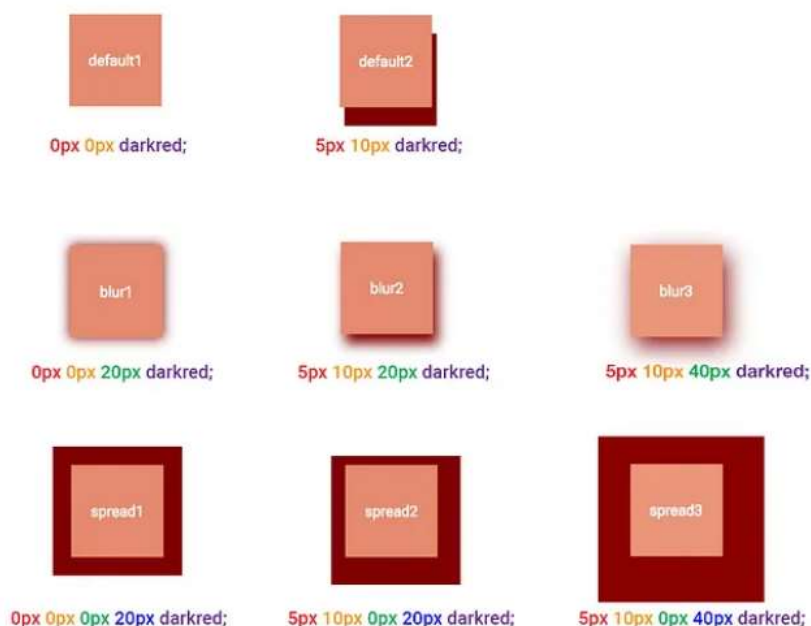 default1
default2
0px 0px darkred;
5px 10px darkred;
blur1
blur2
blur3
0px 0px 20px darkred;
5px 10px 20px darkred;
5px 10px 40px darkred;
spread1
spread2
spread3
0px 0px 0px 20px darkred;
5px 10px 0px 20px darkred;
5px 10px 0px 40px darkred;